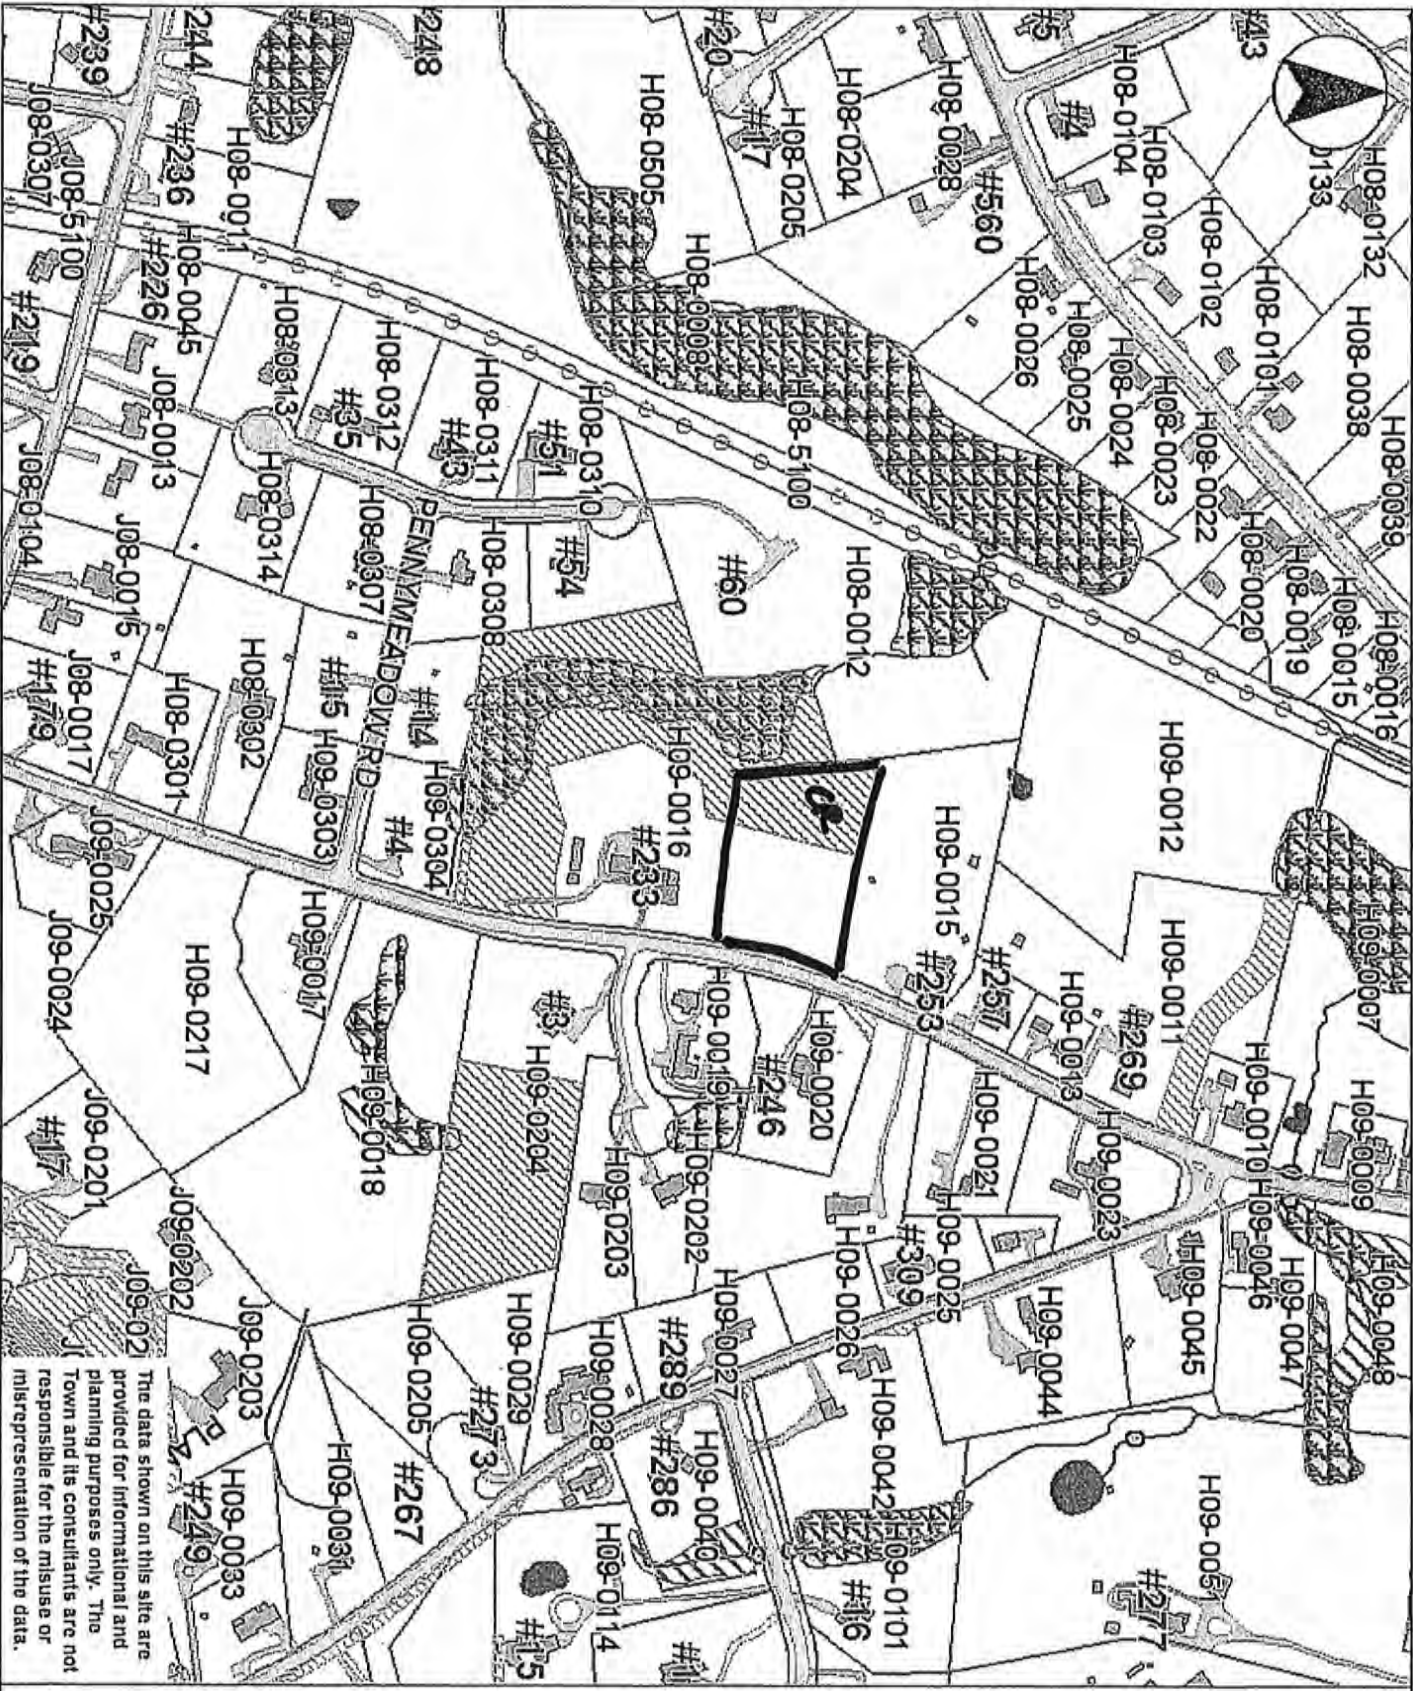 #239
#244
#248
#20
#5
#43
J08-0307
#236
H08-0011
H08-0505
#17
H08-0205
H08-0204
H08-0028
#4
H08-0104
H08-0103
H08-0102
H08-0101
H08-0132
0133
H08-0038
H08-0039
J08-5100
#226
H08-0045
H08-0008
#560
H08-0026
H08-0025
H08-0024
H08-0023
H08-0022
H08-0020
H08-0019
H08-0015
H08-0016
#219
J08-0013
H08-0313
#35
H08-0312
#43
H08-0311
#51
H08-0310
H08-5100
J08-0104
J08-0015
H08-0314
H08-0307
PENNYMEADOW RD
H08-0308
#54
#60
H08-0012
H09-0012
#179
J08-0017
H08-0301
H08-0302
#15
H09-0303
#14
#4
H09-0304
H09-0016
#233
H09-0015
#253
#257
H09-0013
#269
H09-0011
H09-0010
H09-0007
H09-0009
J09-0025
J09-0024
H09-0217
H09-0017
H09-0018
#3
H09-0204
H09-0019
#246
H09-0020
H09-0021
H09-0023
H09-0046
H09-0047
H09-0048
#17
J09-0201
J09-0202
H09-0203
H09-0202
H09-0026
#309
H09-0025
H09-0044
H09-0045
J09-0203
H09-0205
H09-0029
#273
H09-0028
#289
H09-0027
H09-0042
H09-0051
PL
#249
H09-0033
H09-0031
#267
#286
H09-0040
H09-0114
#15
H09-0101
#16
#277
The data shown on this site are
provided for informational and
planning purposes only. The
Town and its consultants are not
responsible for the misuse or
misrepresentation of the data.